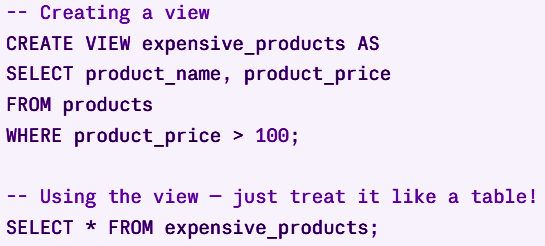 -- Creating a view
CREATE VIEW expensive_products AS
SELECT product_name, product_price
FROM products
WHERE product_price > 100;

-- Using the view — just treat it like a table!
SELECT * FROM expensive_products;